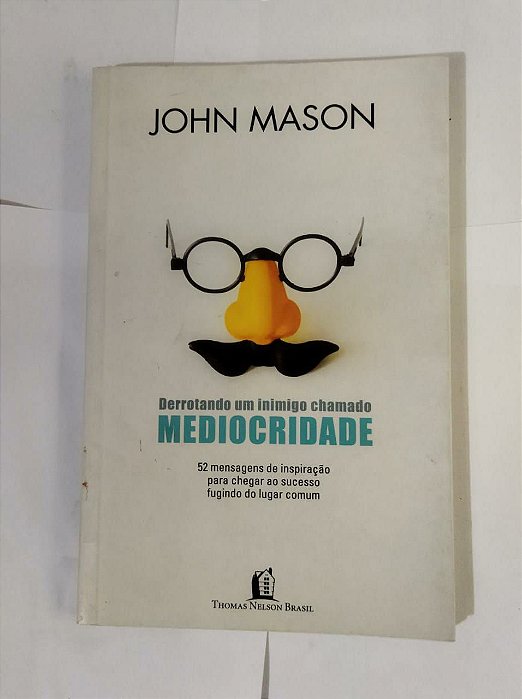 JOHN MASON
Derrotando um inimigo chamado
MEDIOCRIDADE
52 mensagens de inspiração
para chegar ao sucesso
fugindo do lugar comum
THOMAS NELSON BRASIL